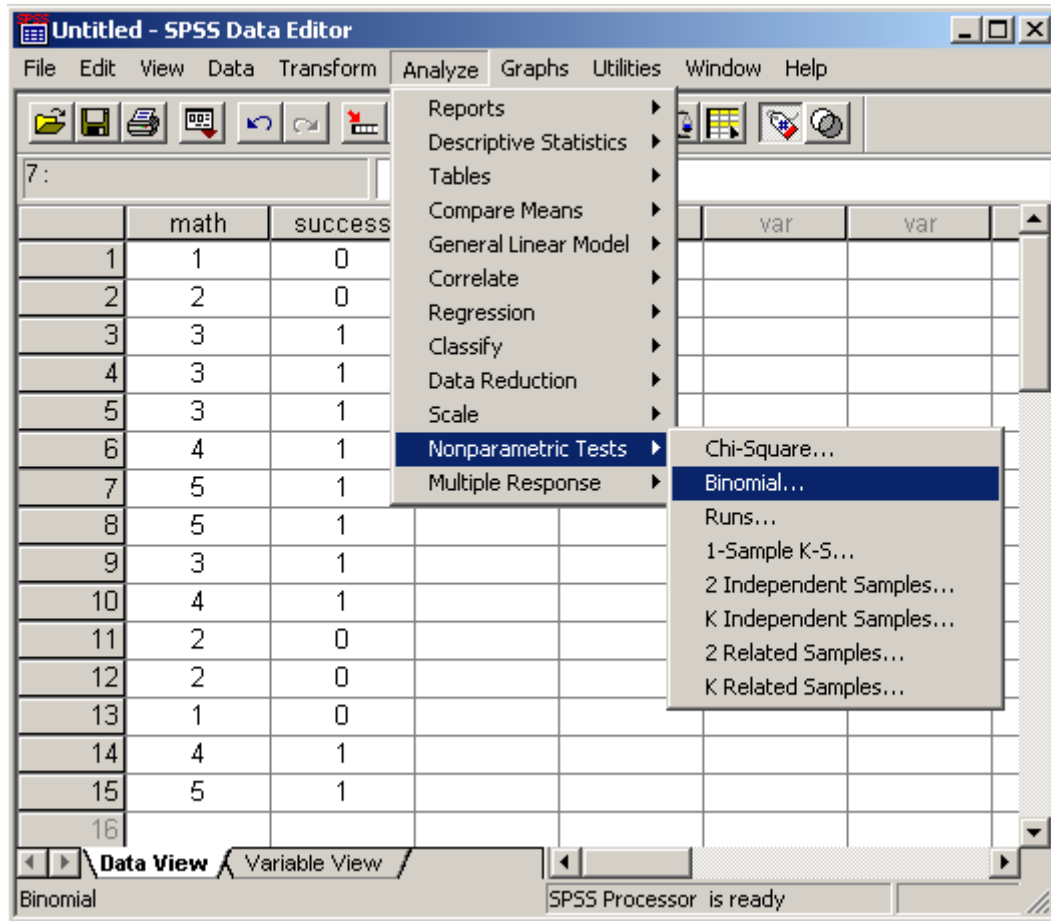 SPSS
Untitled - SPSS Data Editor
File Edit View Data Transform Analyze Graphs Utilities Window Help
7 :
Reports
Descriptive Statistics
Tables
Compare Means
General Linear Model
Correlate
Regression
Classify
Data Reduction
Scale
Nonparametric Tests
Multiple Response
Chi-Square...
Binomial...
Runs...
1-Sample K-S...
2 Independent Samples...
K Independent Samples...
2 Related Samples...
K Related Samples...
math success var var
1 1 0
2 2 0
3 3 1
4 3 1
5 3 1
6 4 1
7 5 1
8 5 1
9 3 1
10 4 1
11 2 0
12 2 0
13 1 0
14 4 1
15 5 1
16
Data View Variable View
Binomial SPSS Processor is ready